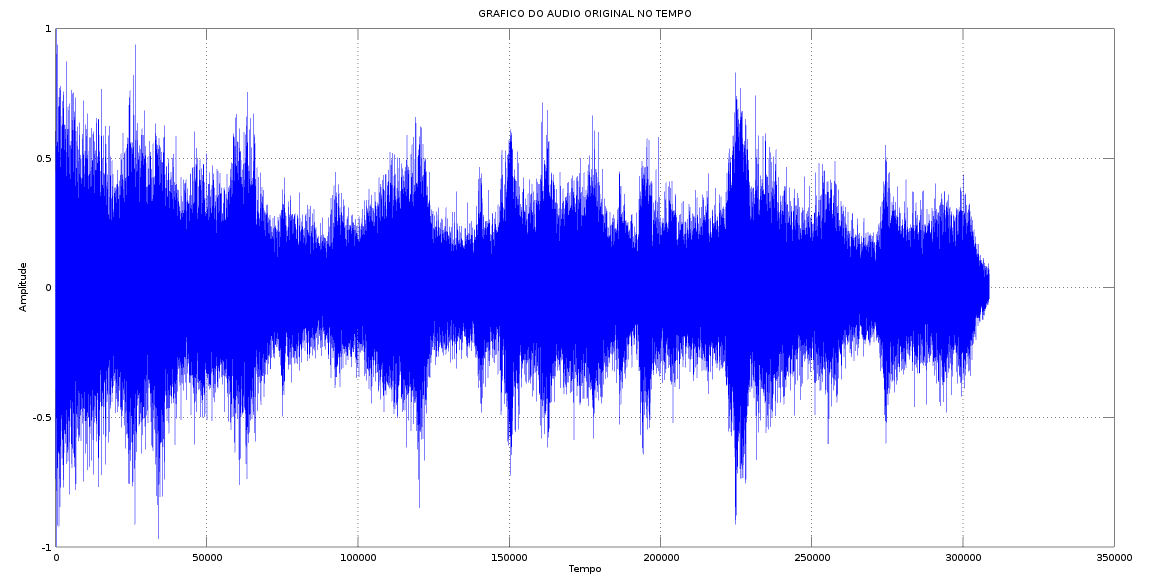 GRAFICO DO AUDIO ORIGINAL NO TEMPO
1
0.5
0
-0.5
-1
Amplitude
0 50000 100000 150000 200000 250000 300000 350000
Tempo